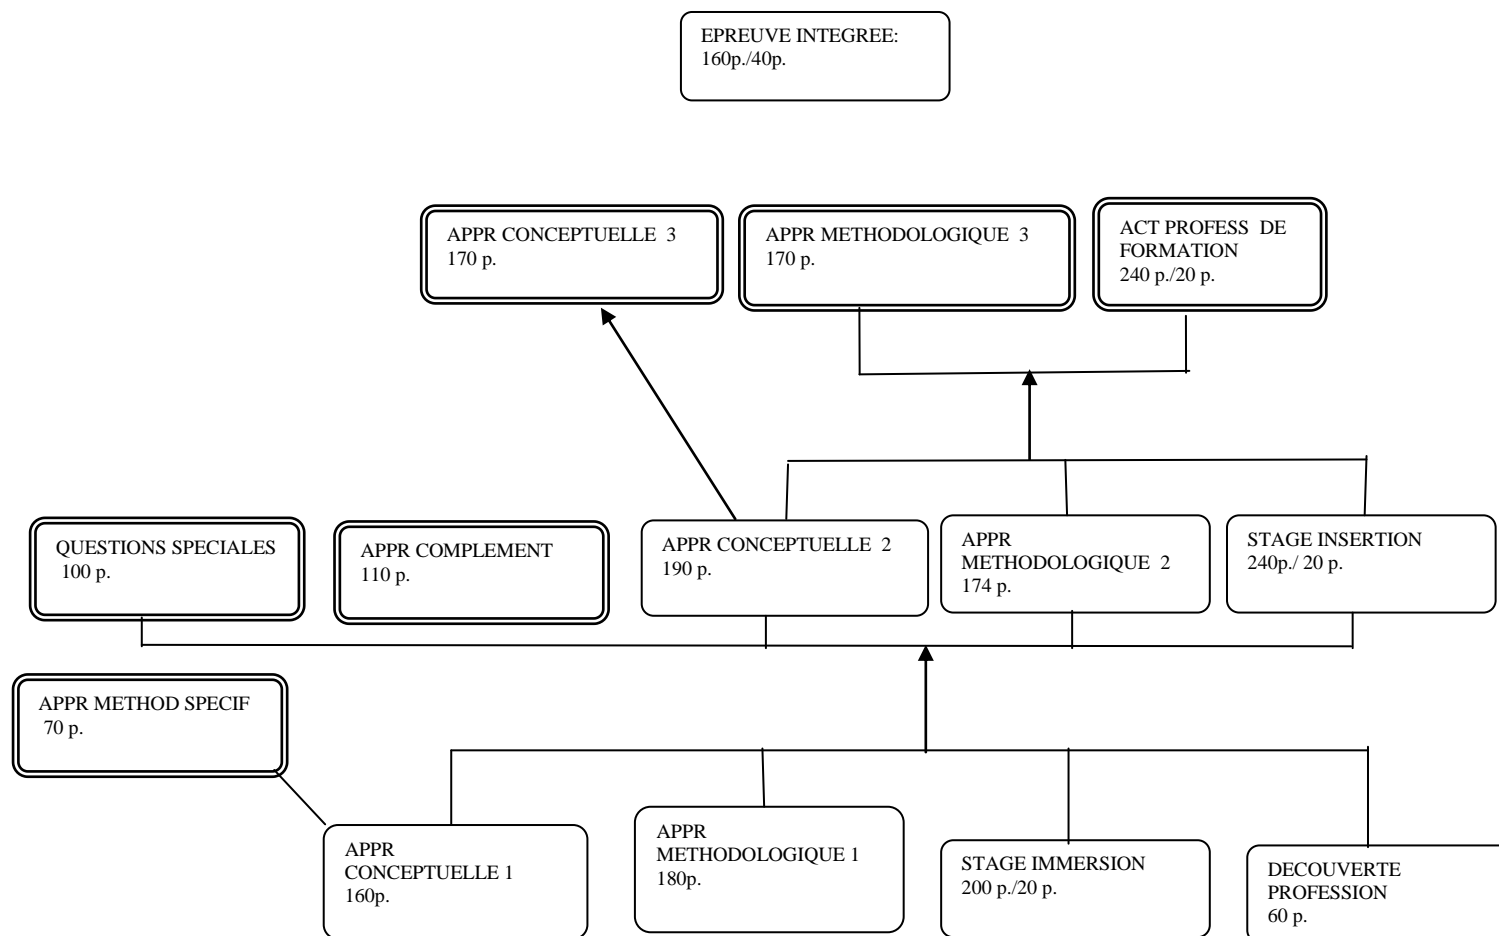 EPREUVE INTEGREE:
160p./40p.
APPR CONCEPTUELLE 3
170 p.
APPR METHODOLOGIQUE 3
170 p.
ACT PROFESS DE
FORMATION
240 p./20 p.
QUESTIONS SPECIALES
100 p.
APPR COMPLEMENT
110 p.
APPR CONCEPTUELLE 2
190 p.
APPR
METHODOLOGIQUE 2
174 p.
STAGE INSERTION
240p./ 20 p.
APPR METHOD SPECIF
70 p.
APPR
CONCEPTUELLE 1
160p.
APPR
METHODOLOGIQUE 1
180p.
STAGE IMMERSION
200 p./20 p.
DECOUVERTE
PROFESSION
60 p.